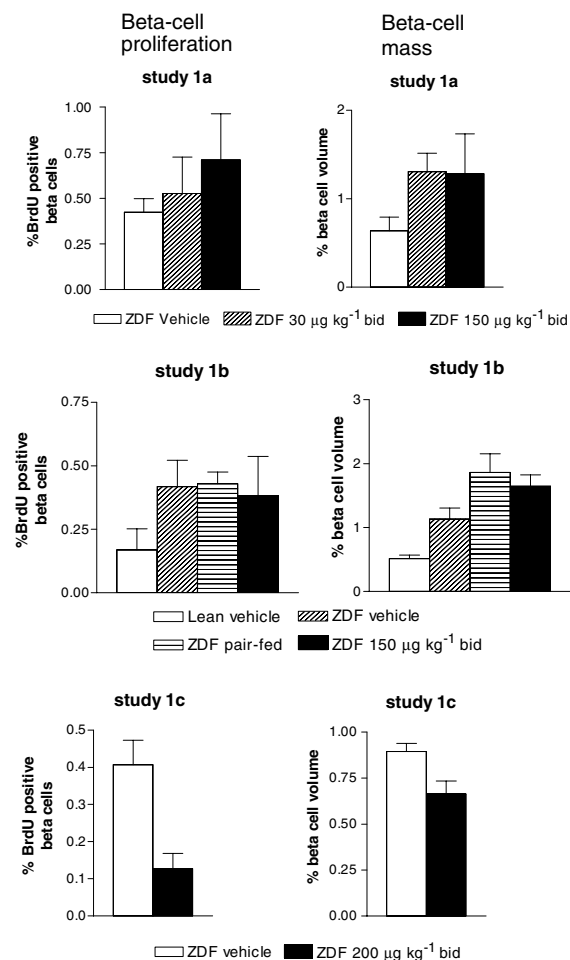 Beta-cell
proliferation
Beta-cell
mass
study 1a
1.00
0.75
0.50
0.25
0.00
%BrdU positive
beta cells
study 1a
2
1
0
% beta cell volume
ZDF Vehicle ZDF 30 µg kg⁻¹ bid ZDF 150 µg kg⁻¹ bid
study 1b
0.75
0.50
0.25
0.00
%BrdU positive
beta cells
study 1b
3
2
1
0
% beta cell volume
Lean vehicle ZDF vehicle
ZDF pair-fed ZDF 150 µg kg⁻¹ bid
study 1c
0.5
0.4
0.3
0.2
0.1
0.0
% BrdU positive
beta cells
study 1c
1.00
0.75
0.50
0.25
0.00
% beta cell volume
ZDF vehicle ZDF 200 µg kg⁻¹ bid